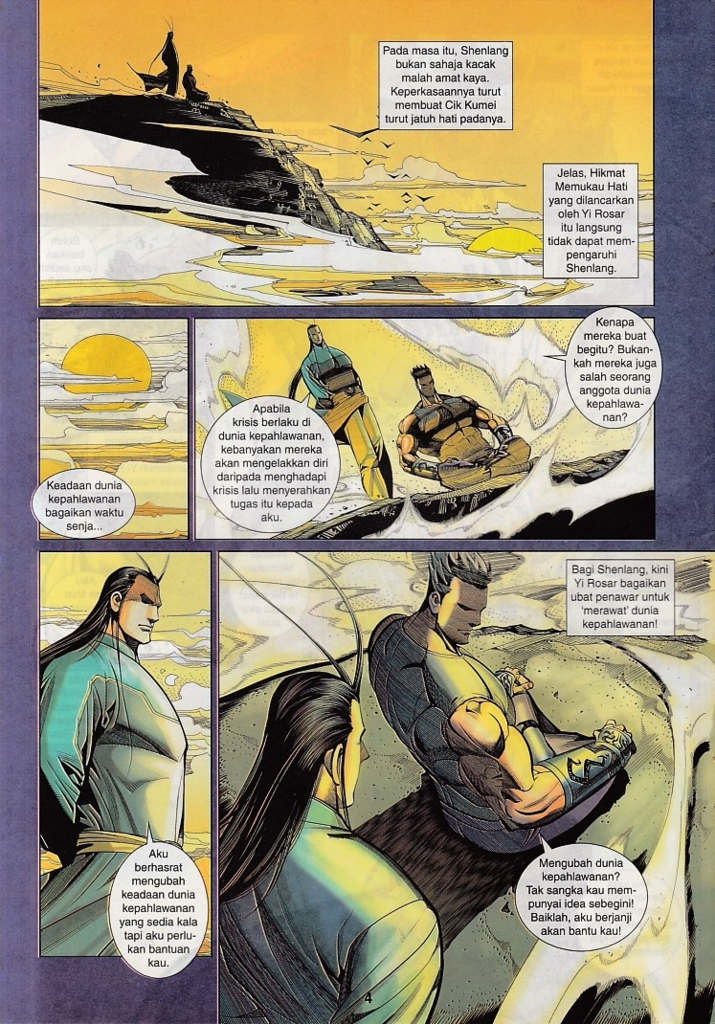 Pada masa itu, Shenlang
bukan sahaja kacak
malah amat kaya.
Keperkasaannya turut
membuat Cik Kumei
turut jatuh hati padanya.
Jelas, Hikmat
Memukau Hati
yang dilancarkan
oleh Yi Rosar
itu langsung
tidak dapat mem-
pengaruhi
Shenlang.
Keadaan dunia
kepahlawanan
bagaikan waktu
senja...
Kenapa
mereka buat
begitu? Bukan-
kah mereka juga
salah seorang
anggota dunia
kepahlawa-
nan?
Apabila
krisis berlaku di
dunia kepahlawanan,
kebanyakan mereka
akan mengelakkan diri
daripada menghadapi
krisis lalu menyerahkan
tugas itu kepada
aku.
Aku
berhasrat
mengubah
keadaan dunia
kepahlawanan
yang sedia kala
tapi aku perlu-
kan bantuan
kau.
Bagi Shenlang, kini
Yi Rosar bagaikan
ubat penawar untuk
'merawat' dunia
kepahlawanan!
Mengubah dunia
kepahlawanan?
Tak sangka kau mem-
punyai idea sebegini!
Baiklah, aku berjanji
akan bantu kau!
4